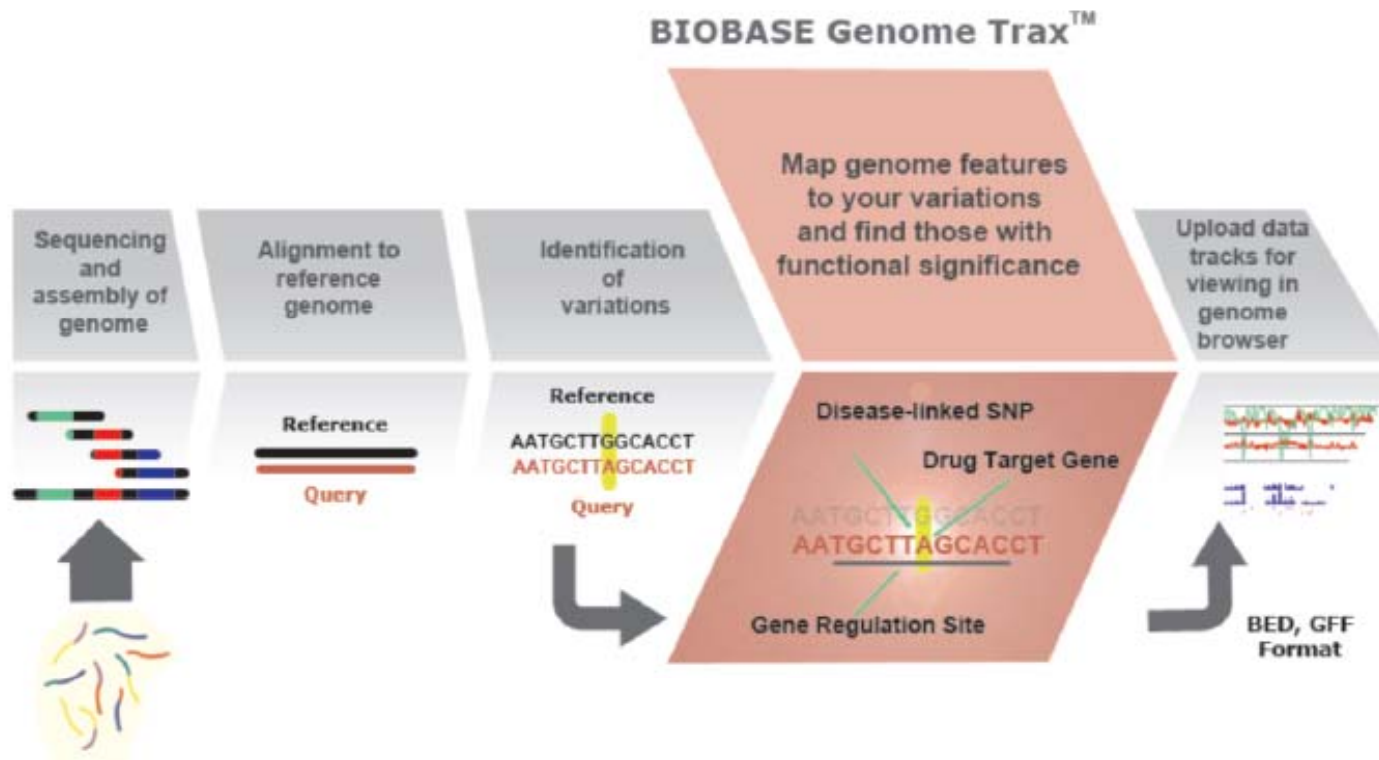 BIOBASE Genome Trax™
Sequencing
and
assembly of
genome
Alignment to
reference
genome
Identification
of
variations
Map genome features
to your variations
and find those with
functional significance
Upload data
tracks for
viewing in
genome
browser
Reference
Query
Reference
AATGCTTGGCACCT
AATGCTTAGCACCT
Query
Disease-linked SNP
Drug Target Gene
AATGCTTGGCACCT
AATGCTTAGCACCT
Gene Regulation Site
BED, GFF
Format